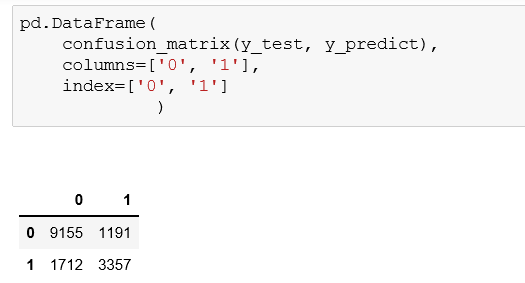 pd.DataFrame(
    confusion_matrix(y_test, y_predict),
    columns=['0', '1'],
    index=['0', '1']
             )
0 1
0 9155 1191
1 1712 3357